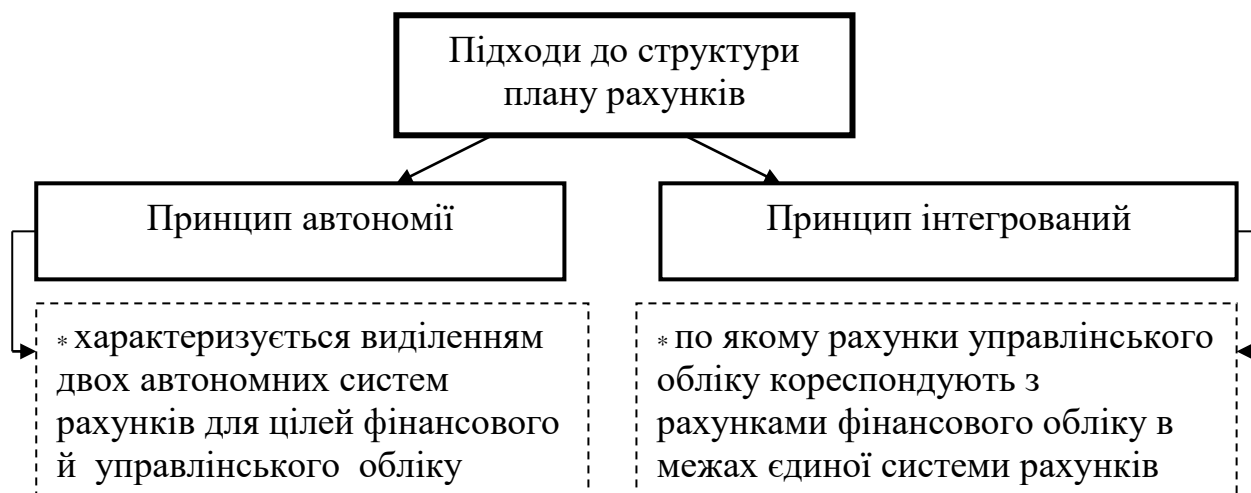 Підходи до структури
плану рахунків
Принцип автономії
Принцип інтегрований
* характеризується виділенням
двох автономних систем
рахунків для цілей фінансового
й управлінського обліку
* по якому рахунки управлінського
обліку кореспондують з
рахунками фінансового обліку в
межах єдиної системи рахунків